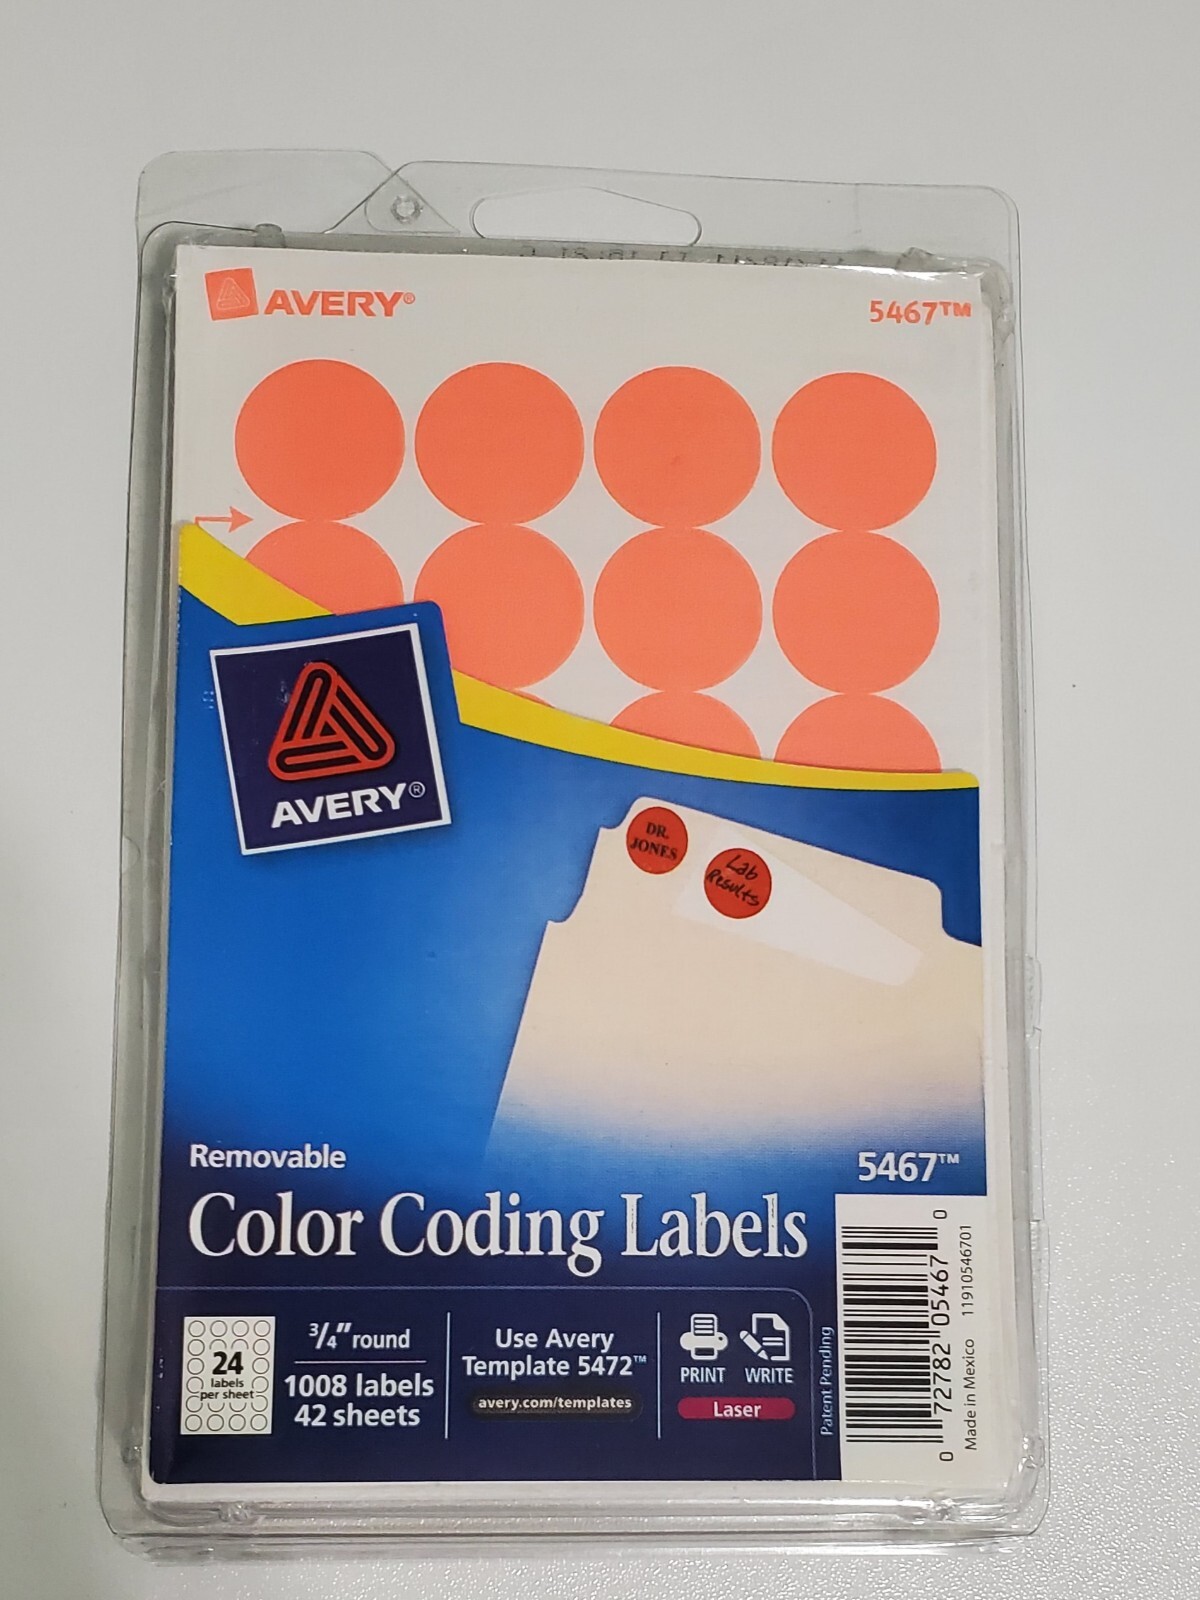 AVERY® 5467™
AVERY®
DR.
JONES
Lab
Results
Removable
5467™
Color Coding Labels
24
labels
per sheet
3/4" round
1008 labels
42 sheets
Use Avery
Template 5472™
avery.com/templates
PRINT WRITE
Laser
Patent Pending
0 72782 05467 0
Made in Mexico 11910546701